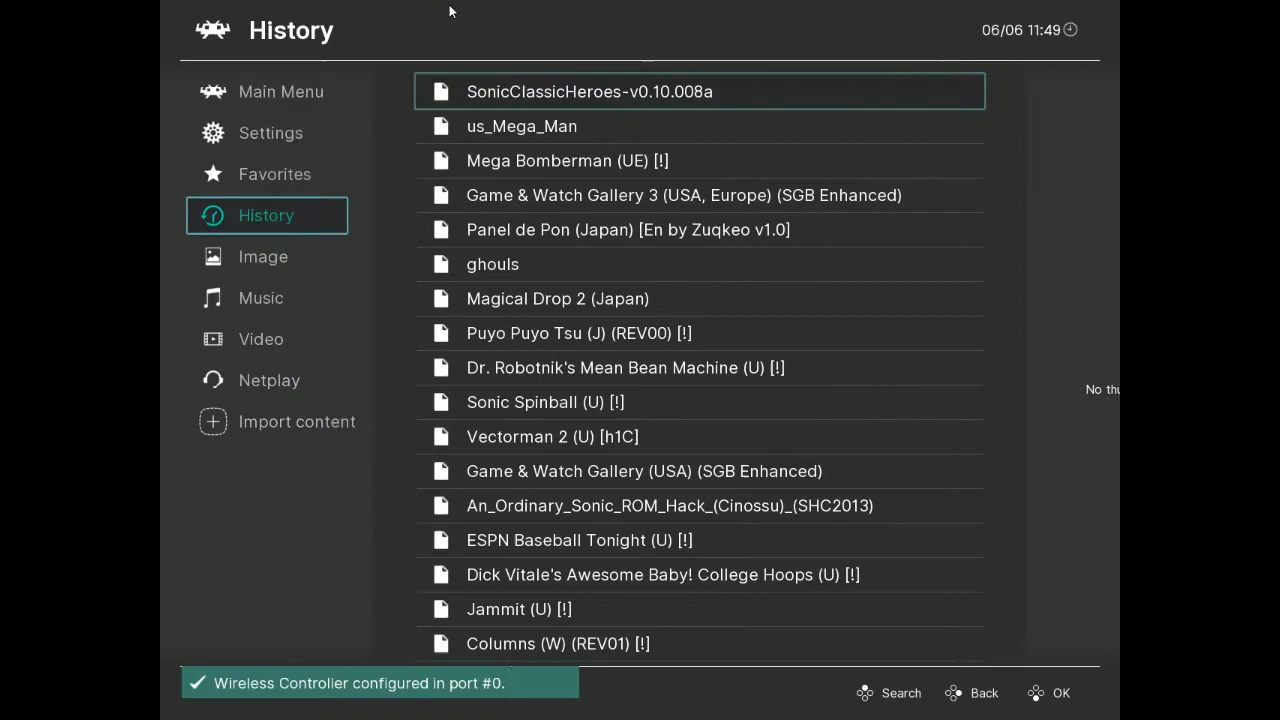 History
06/06 11:49
Main Menu
Settings
Favorites
History
Image
Music
Video
Netplay
Import content
SonicClassicHeroes-v0.10.008a
us_Mega_Man
Mega Bomberman (UE) [!]
Game & Watch Gallery 3 (USA, Europe) (SGB Enhanced)
Panel de Pon (Japan) [En by Zuqkeo v1.0]
ghouls
Magical Drop 2 (Japan)
Puyo Puyo Tsu (J) (REV00) [!]
Dr. Robotnik's Mean Bean Machine (U) [!]
Sonic Spinball (U) [!]
Vectorman 2 (U) [h1C]
Game & Watch Gallery (USA) (SGB Enhanced)
An_Ordinary_Sonic_ROM_Hack_(Cinossu)_(SHC2013)
ESPN Baseball Tonight (U) [!]
Dick Vitale's Awesome Baby! College Hoops (U) [!]
Jammit (U) [!]
Columns (W) (REV01) [!]
No thu
Wireless Controller configured in port #0.
Search Back OK